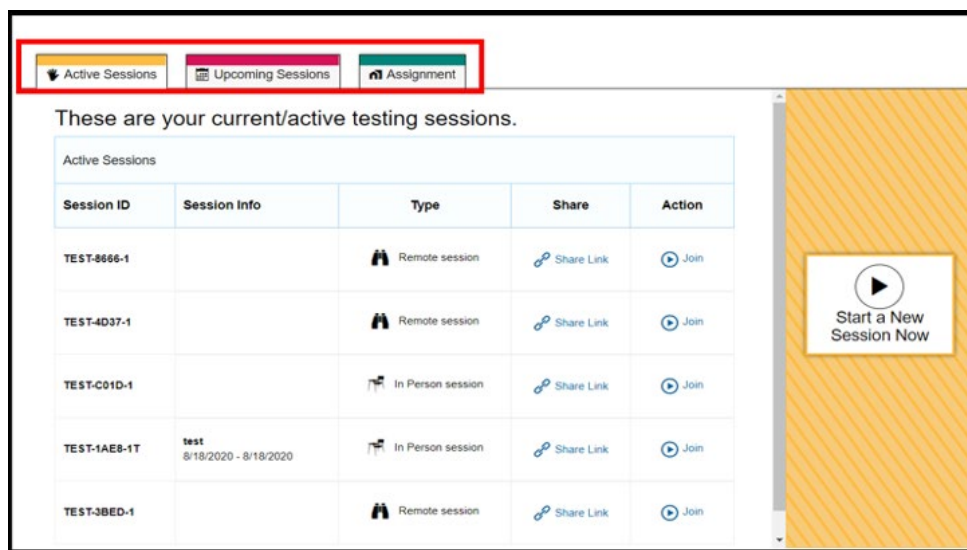 Active Sessions
Upcoming Sessions
Assignment
These are your current/active testing sessions.
Active Sessions
Session ID Session Info Type Share Action
TEST-8666-1 Remote session Share Link Join
TEST-4D37-1 Remote session Share Link Join
TEST-C01D-1 In Person session Share Link Join
TEST-1AE8-1T test 8/18/2020 - 8/18/2020 In Person session Share Link Join
TEST-3BED-1 Remote session Share Link Join
Start a New
Session Now